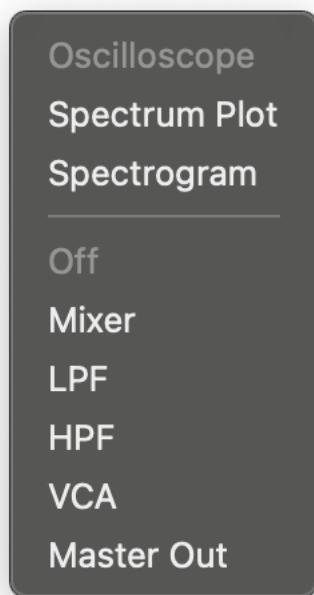 Oscilloscope
Spectrum Plot
Spectrogram
Off
Mixer
LPF
HPF
VCA
Master Out